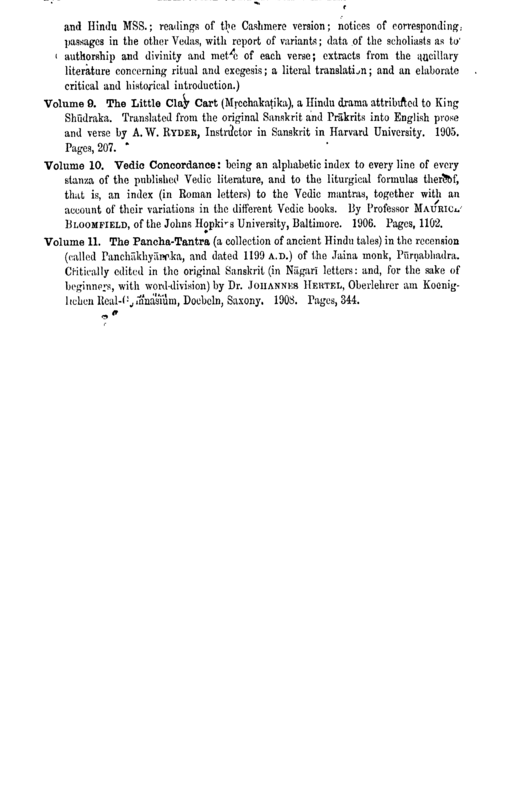 and Hindu MSS.; readings of the Cashmere version; notices of corresponding
passages in the other Vedas, with report of variants; data of the scholiasts as to
authorship and divinity and metre of each verse; extracts from the ancillary
literature concerning ritual and exegesis; a literal translation; and an elaborate
critical and historical introduction.)
Volume 9. The Little Clay Cart (Mṛcchakaṭika), a Hindu drama attributed to King
Shūdraka. Translated from the original Sanskrit and Prākrits into English prose
and verse by A. W. RYDER, Instructor in Sanskrit in Harvard University. 1905.
Pages, 207.
Volume 10. Vedic Concordance: being an alphabetic index to every line of every
stanza of the published Vedic literature, and to the liturgical formulas thereof,
that is, an index (in Roman letters) to the Vedic mantras, together with an
account of their variations in the different Vedic books. By Professor MAURICE
BLOOMFIELD, of the Johns Hopkins University, Baltimore. 1906. Pages, 1102.
Volume 11. The Pancha-Tantra (a collection of ancient Hindu tales) in the recension
(called Panchākhyānaka, and dated 1199 A.D.) of the Jaina monk, Pūrṇabhadra.
Critically edited in the original Sanskrit (in Nāgarī letters: and, for the sake of
beginners, with word-division) by Dr. JOHANNES HERTEL, Oberlehrer am Koenig-
lichen Real-Gymnasium, Doebeln, Saxony. 1908. Pages, 344.